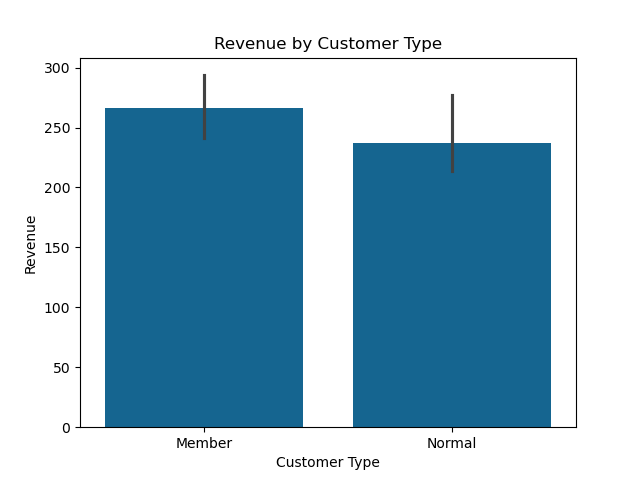 Revenue by Customer Type
300
250
200
150
100
50
0
Revenue
Member
Normal
Customer Type